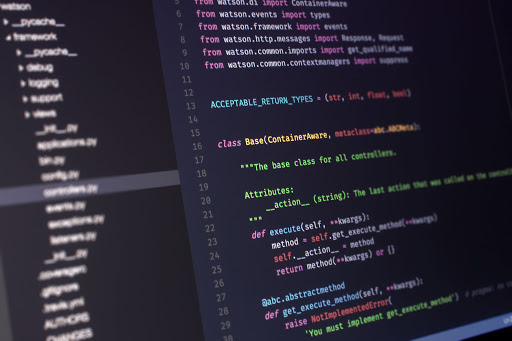 watson
__pycache__
framework
__pycache__
debug
logging
support
views
__init__.py
applications.py
bin.py
config.py
controllers.py
events.py
exceptions.py
listeners.py
__init__.py
.coveragerc
.gitignore
.travis.yml
AUTHORS
CHANGES
5 from watson.di import ContainerAware
6 from watson.events import types
7 from watson.framework import events
8 from watson.http.messages import Response, Request
9 from watson.common.imports import get_qualified_name
10 from watson.common.contextmanagers import suppress
11
12
13 ACCEPTABLE_RETURN_TYPES = (str, int, float, bool)
14
15
16 class Base(ContainerAware, metaclass=abc.ABCMeta):
17
18 """The base class for all controllers.
19
20 Attributes:
21 __action__ (string): The last action that was called on the
22 """
23 def execute(self, **kwargs):
24 method = self.get_execute_method(**kwargs)
25 self.__action__ = method
26 return method(**kwargs) or {}
27
28 @abc.abstractmethod
29 def get_execute_method(self, **kwargs):
30 raise NotImplementedError(
'You must implement get_execute_method') # pragma: no